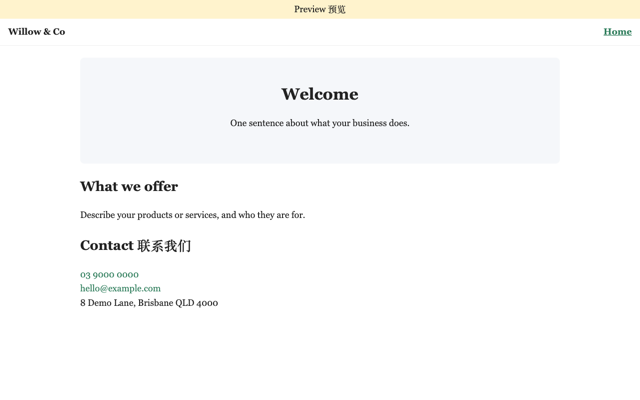 Preview 预览
Willow & Co
Home
Welcome
One sentence about what your business does.
What we offer
Describe your products or services, and who they are for.
Contact 联系我们
03 9000 0000
hello@example.com
8 Demo Lane, Brisbane QLD 4000